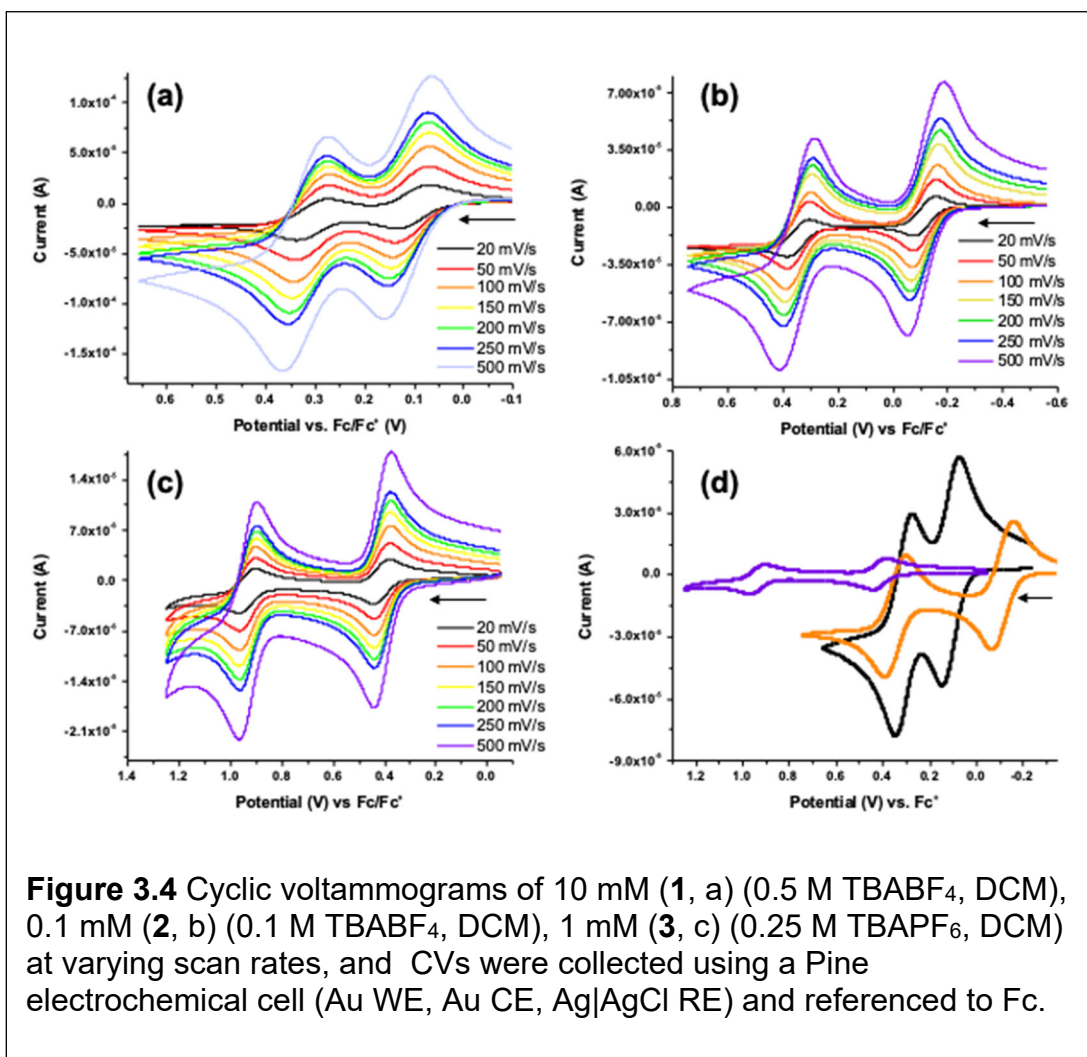 (a)
1.0x10⁻⁴
5.0x10⁻⁵
0.0
-5.0x10⁻⁵
-1.0x10⁻⁴
-1.5x10⁻⁴
Current (A)
20 mV/s
50 mV/s
100 mV/s
150 mV/s
200 mV/s
250 mV/s
500 mV/s
0.6 0.5 0.4 0.3 0.2 0.1 0.0 -0.1
Potential vs. Fc/Fc⁺ (V)
(b)
7.00x10⁻⁵
3.50x10⁻⁵
0.00
-3.50x10⁻⁵
-7.00x10⁻⁵
-1.05x10⁻⁴
Current (A)
20 mV/s
50 mV/s
100 mV/s
150 mV/s
200 mV/s
250 mV/s
500 mV/s
0.8 0.6 0.4 0.2 0.0 -0.2 -0.4 -0.6
Potential (V) vs Fc/Fc⁺
(c)
1.4x10⁻⁵
7.0x10⁻⁶
0.0
-7.0x10⁻⁶
-1.4x10⁻⁵
-2.1x10⁻⁵
Current (A)
20 mV/s
50 mV/s
100 mV/s
150 mV/s
200 mV/s
250 mV/s
500 mV/s
1.4 1.2 1.0 0.8 0.6 0.4 0.2 0.0
Potential (V) vs Fc/Fc⁺
(d)
6.0x10⁻⁵
3.0x10⁻⁵
0.0
-3.0x10⁻⁵
-6.0x10⁻⁵
-9.0x10⁻⁵
Current (A)
1.2 1.0 0.8 0.6 0.4 0.2 0.0 -0.2
Potential (V) vs. Fc⁺
Figure 3.4 Cyclic voltammograms of 10 mM (1, a) (0.5 M TBABF₄, DCM),
0.1 mM (2, b) (0.1 M TBABF₄, DCM), 1 mM (3, c) (0.25 M TBAPF₆, DCM)
at varying scan rates, and CVs were collected using a Pine
electrochemical cell (Au WE, Au CE, Ag|AgCl RE) and referenced to Fc.